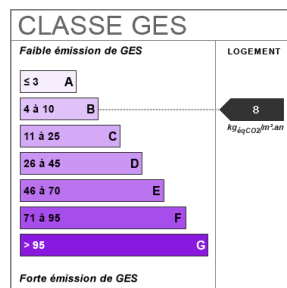 CLASSE GES
Faible émission de GES
LOGEMENT
≤ 3 A
4 à 10 B
8
kgéqCO2/m².an
11 à 25 C
26 à 45 D
46 à 70 E
71 à 95 F
> 95 G
Forte émission de GES